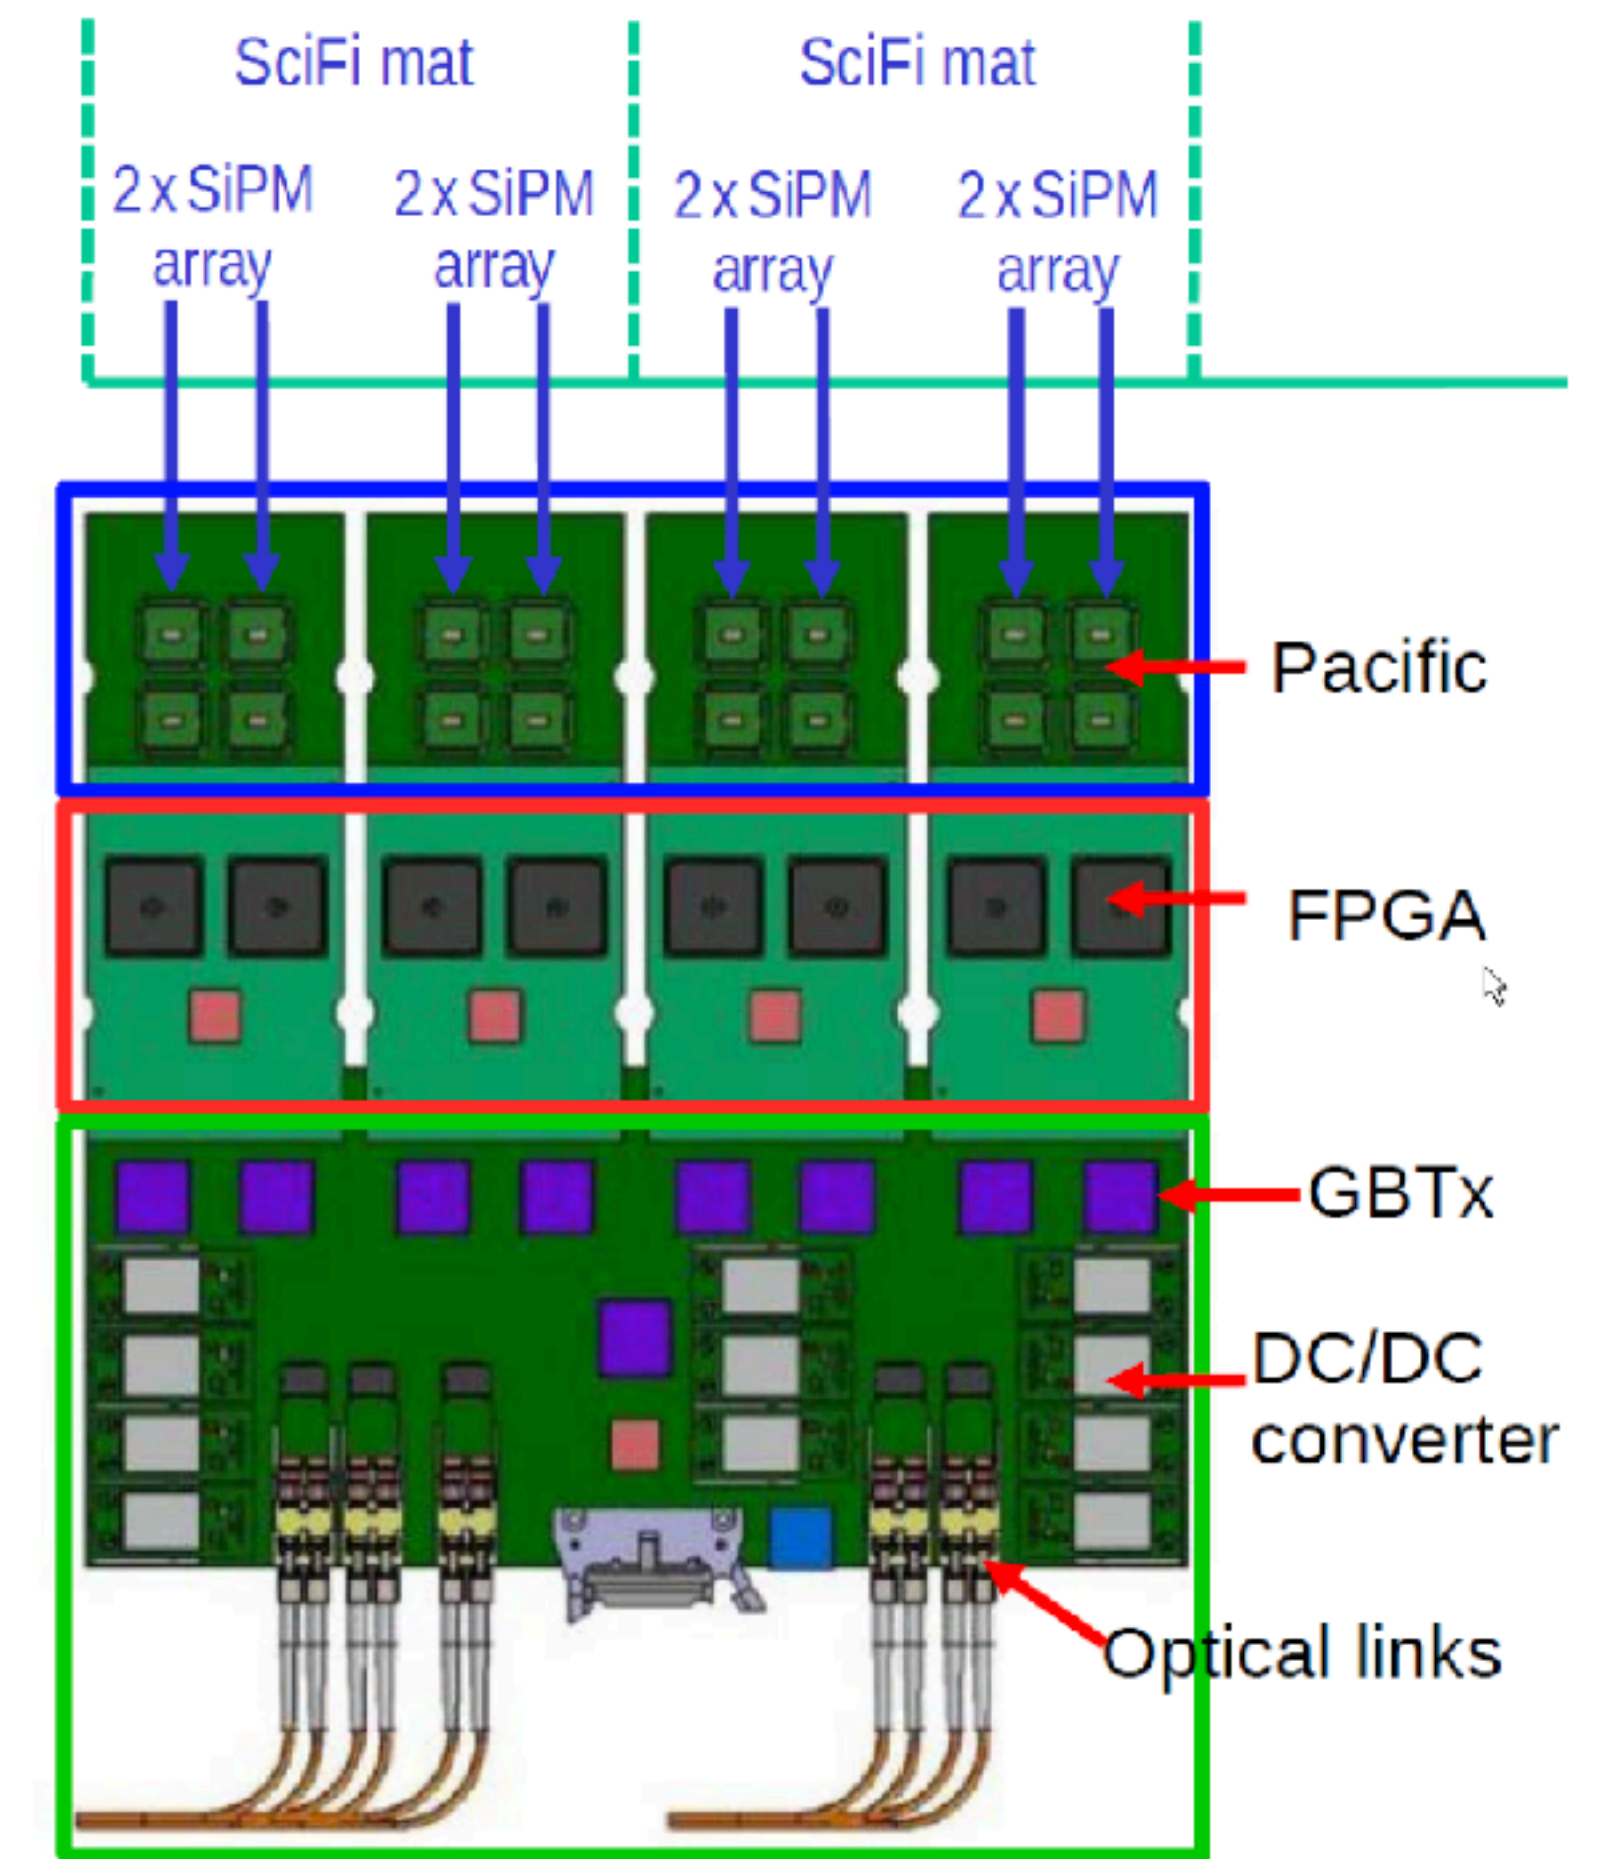 SciFi mat
SciFi mat
2 x SiPM
array
2 x SiPM
array
2 x SiPM
array
2 x SiPM
array
Pacific
FPGA
GBTx
DC/DC
converter
Optical links